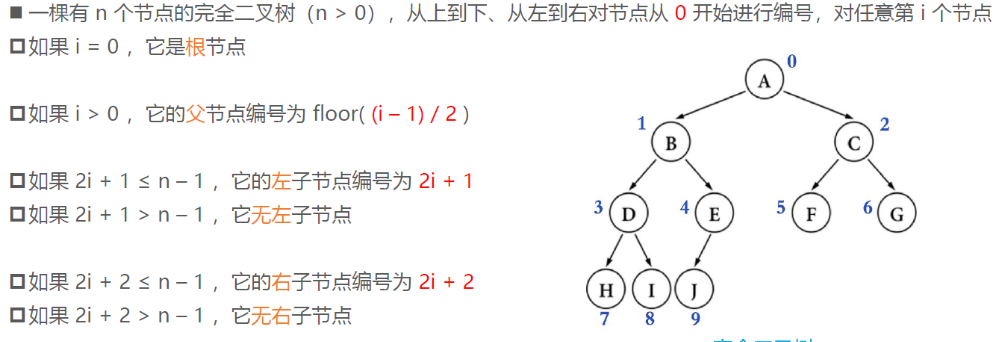 ■ 一棵有 n 个节点的完全二叉树（n > 0），从上到下、从左到右对节点从 0 开始进行编号，对任意第 i 个节点
如果 i = 0 ，它是根节点
如果 i > 0 ，它的父节点编号为 floor( (i – 1) / 2 )
如果 2i + 1 ≤ n – 1 ，它的左子节点编号为 2i + 1
如果 2i + 1 > n – 1 ，它无左子节点
如果 2i + 2 ≤ n – 1 ，它的右子节点编号为 2i + 2
如果 2i + 2 > n – 1 ，它无右子节点
A 0
1 B C 2
3 D 4 E 5 F 6 G
H I J
7 8 9